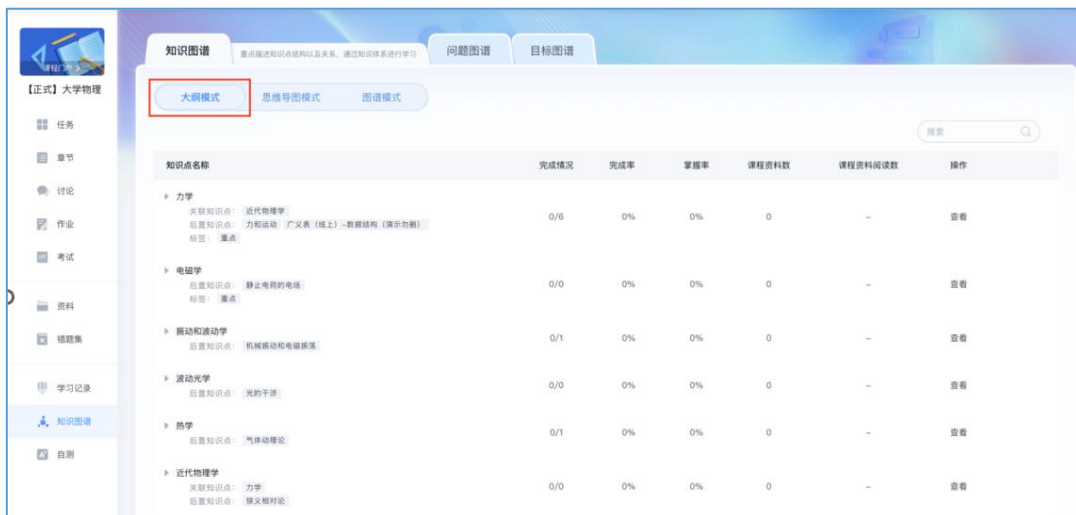 课程门户 >
【正式】大学物理
任务
章节
讨论
作业
考试
资料
错题集
学习记录
知识图谱
自测
知识图谱 重点描述知识点结构以及关系，通过知识体系进行学习 问题图谱 目标图谱
大纲模式 思维导图模式 图谱模式
搜索
知识点名称 完成情况 完成率 掌握率 课程资料数 课程资料阅读数 操作
力学
关联知识点： 近代物理学
后置知识点： 力和运动 广义表（线上）-数据结构（演示勿删）
标签： 重点
0/6 0% 0% 0 - 查看
电磁学
后置知识点： 静止电荷的电场
标签： 重点
0/0 0% 0% 0 - 查看
振动和波动学
后置知识点： 机械振动和电磁振荡
0/1 0% 0% 0 - 查看
波动光学
后置知识点： 光的干涉
0/0 0% 0% 0 - 查看
热学
后置知识点： 气体动理论
0/1 0% 0% 0 - 查看
近代物理学
关联知识点： 力学
后置知识点： 狭义相对论
0/0 0% 0% 0 - 查看